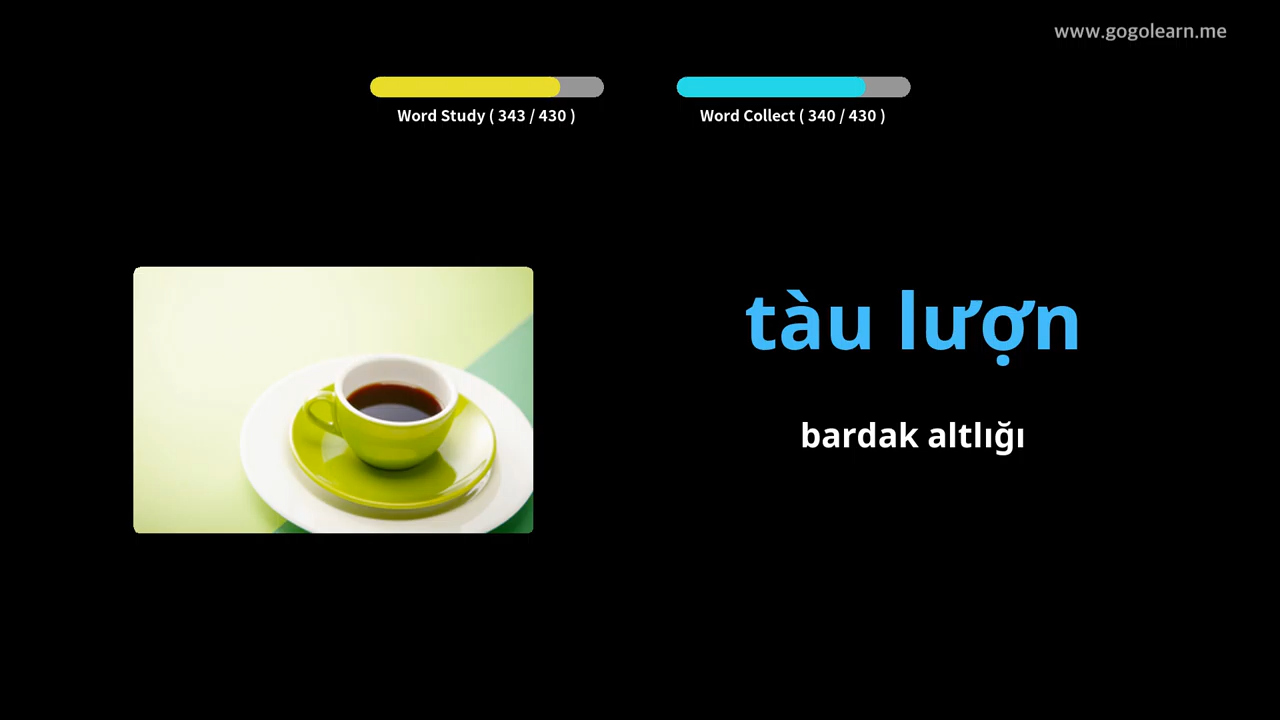 www.gogolearn.me
Word Study ( 343 / 430 )
Word Collect ( 340 / 430 )
tàu lượn
bardak altlığı